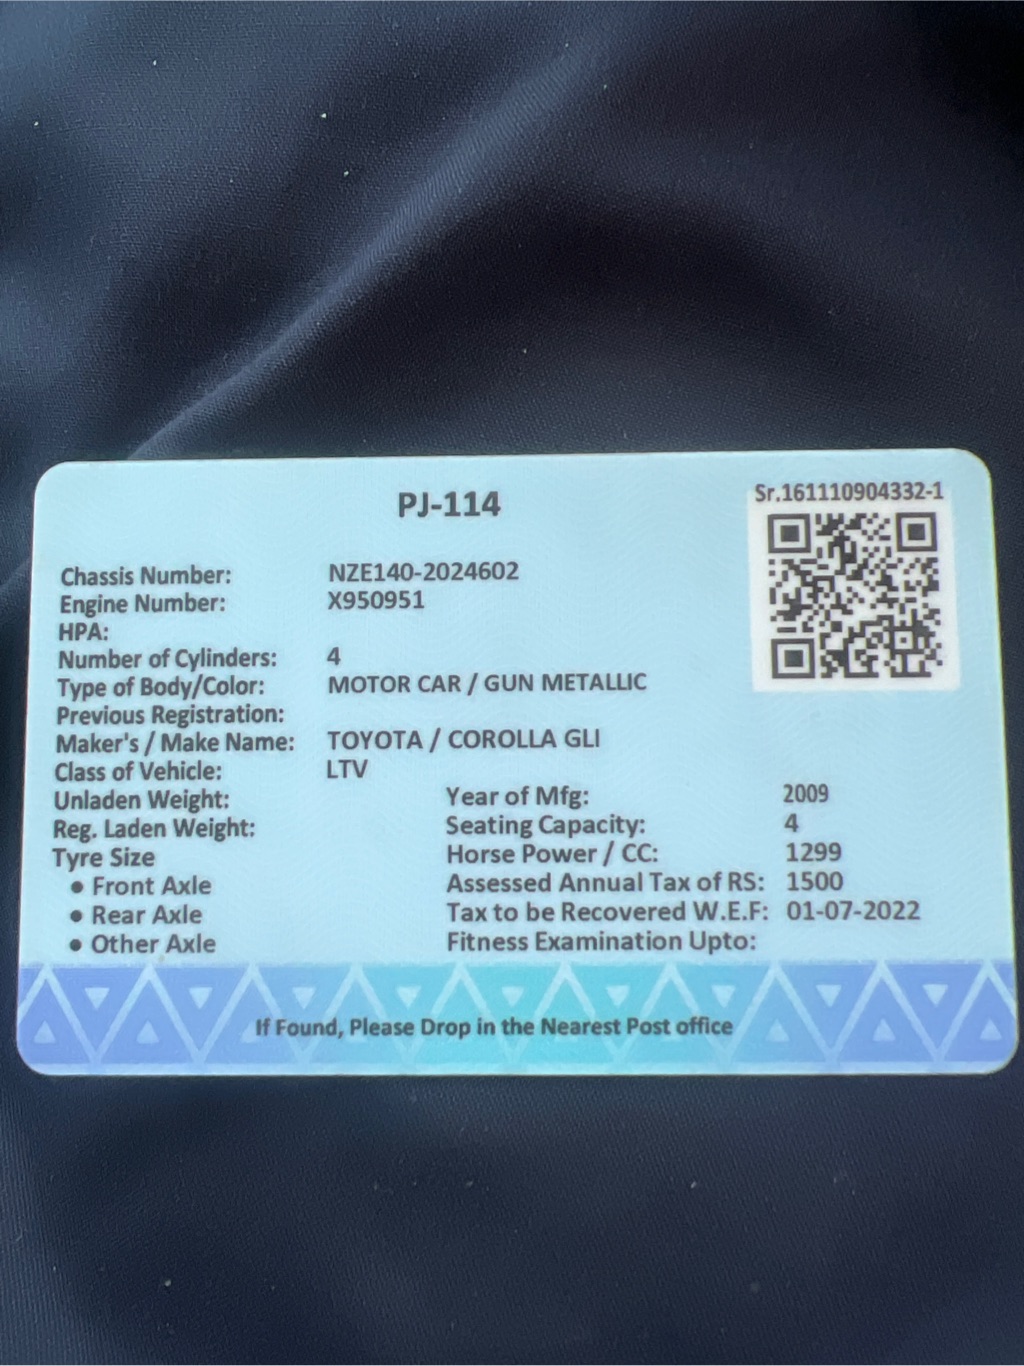 PJ-114
Sr.161110904332-1
Chassis Number: NZE140-2024602
Engine Number: X950951
HPA:
Number of Cylinders: 4
Type of Body/Color: MOTOR CAR / GUN METALLIC
Previous Registration:
Maker's / Make Name: TOYOTA / COROLLA GLI
Class of Vehicle: LTV
Unladen Weight: Year of Mfg: 2009
Reg. Laden Weight: Seating Capacity: 4
Tyre Size Horse Power / CC: 1299
• Front Axle Assessed Annual Tax of RS: 1500
• Rear Axle Tax to be Recovered W.E.F: 01-07-2022
• Other Axle Fitness Examination Upto:
If Found, Please Drop in the Nearest Post office